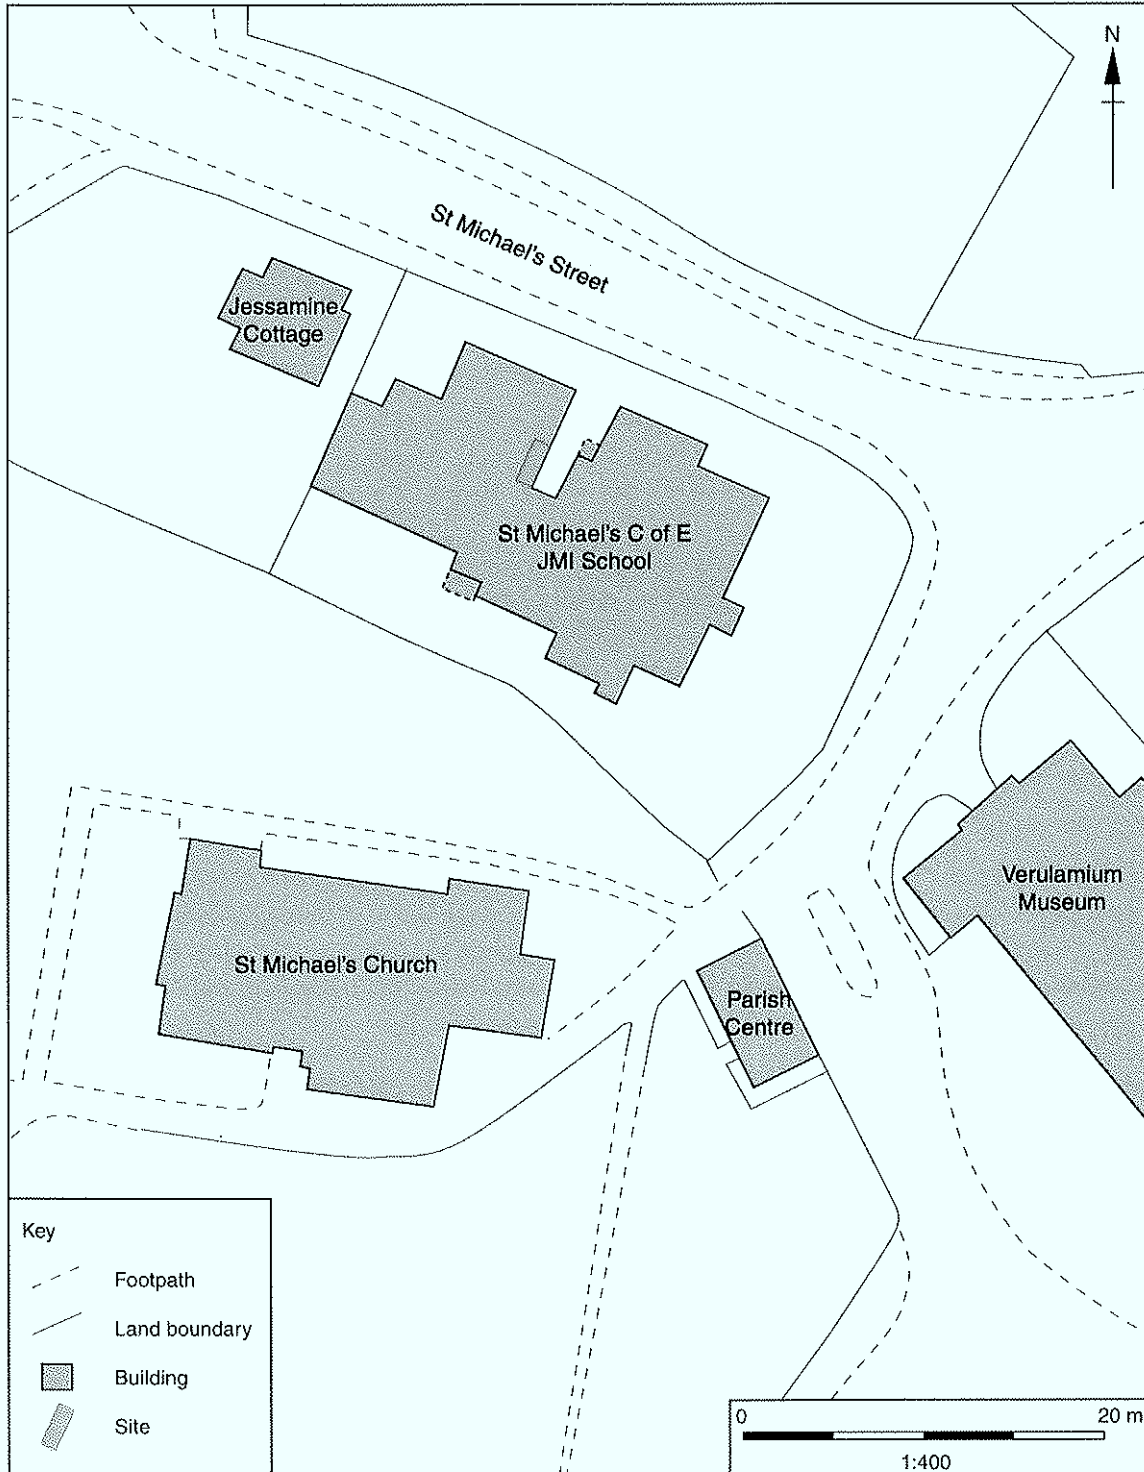 N
St Michael's Street
Jessamine
Cottage
St Michael's C of E
JMI School
Verulamium
Museum
St Michael's Church
Parish
Centre
Key
Footpath
Land boundary
Building
Site
0 20 m
1:400